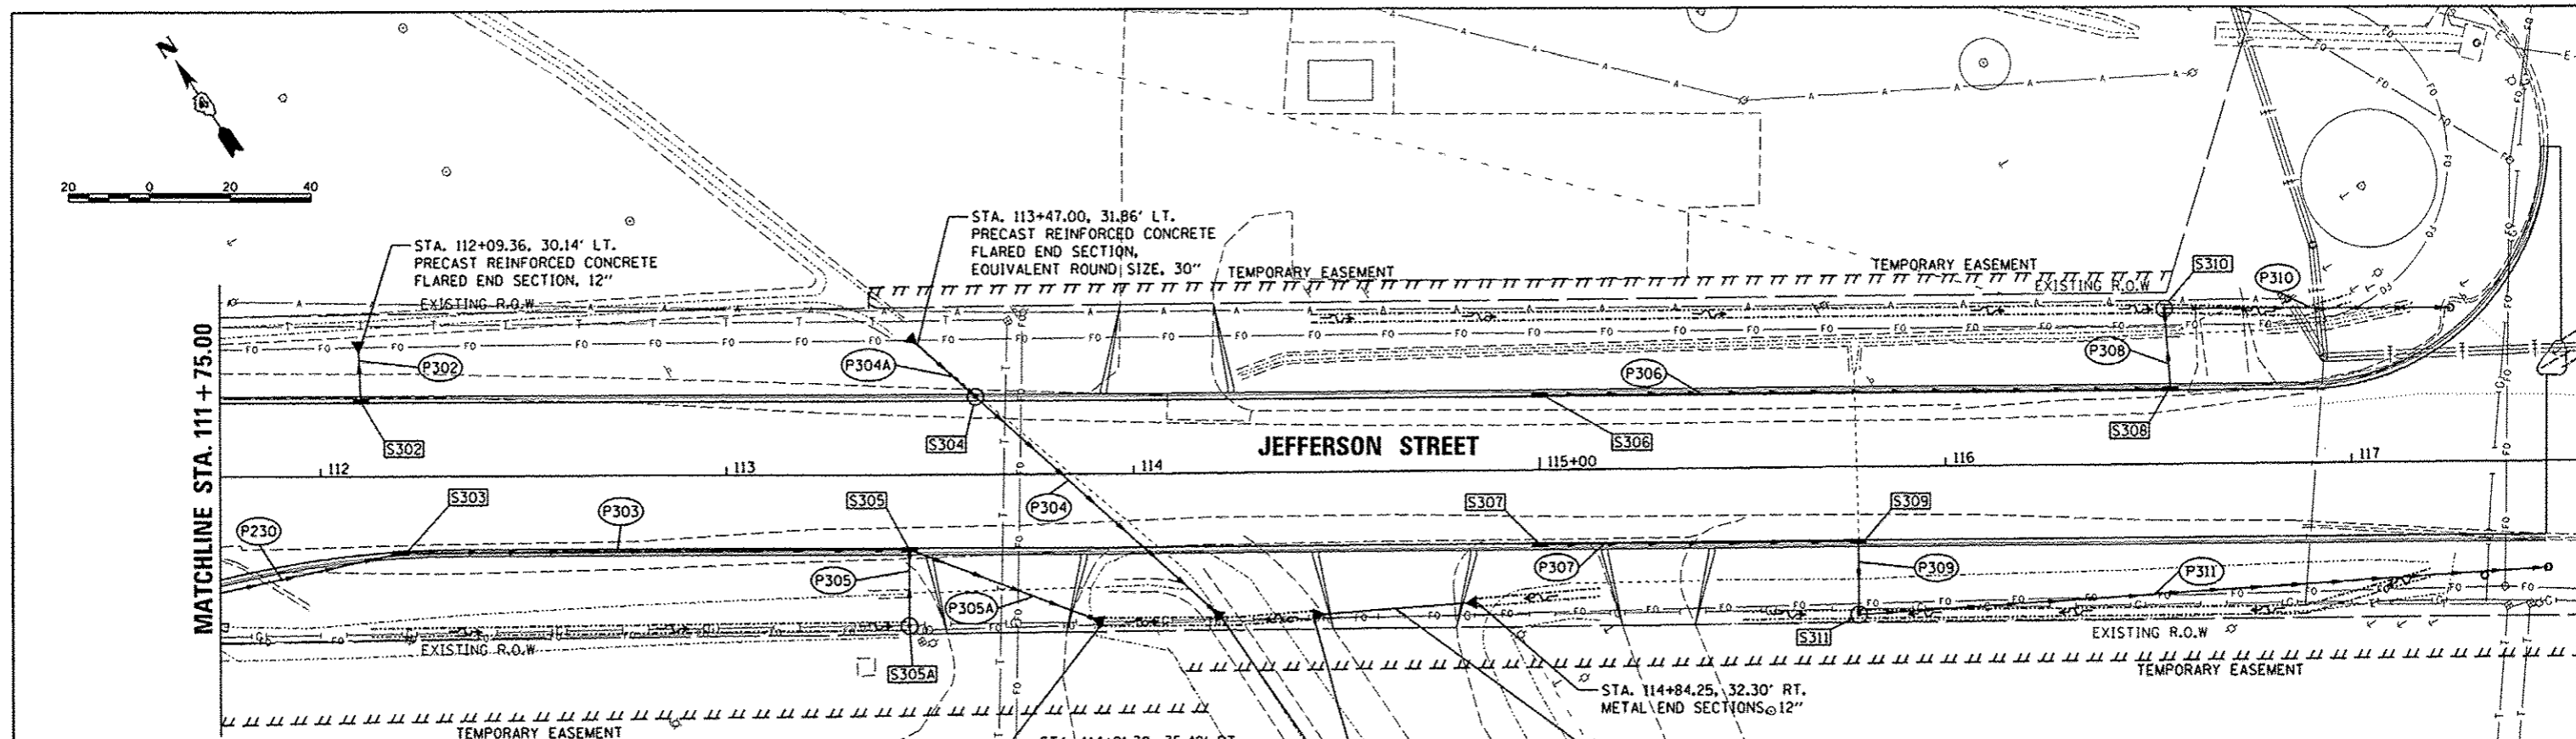 N
20 0 20 40
STA. 112+09.36, 30.14' LT.
PRECAST REINFORCED CONCRETE
FLARED END SECTION, 12"
STA. 113+47.00, 31.86' LT.
PRECAST REINFORCED CONCRETE
FLARED END SECTION,
EQUIVALENT ROUND SIZE, 30"
TEMPORARY EASEMENT
TEMPORARY EASEMENT
S310
P310
EXISTING R.O.W
EXISTING R.O.W
P302
P304A
P306
P308
S302
S304
S306
S308
JEFFERSON STREET
MATCHLINE STA. 111 + 75.00
112
113
114
115+00
116
117
P230
S303
P303
S305
P304
S307
S309
P305
P305A
P307
P309
P311
S305A
S311
EXISTING R.O.W
EXISTING R.O.W
TEMPORARY EASEMENT
STA. 114+84.25, 32.30' RT.
METAL END SECTIONS 12"
TEMPORARY EASEMENT